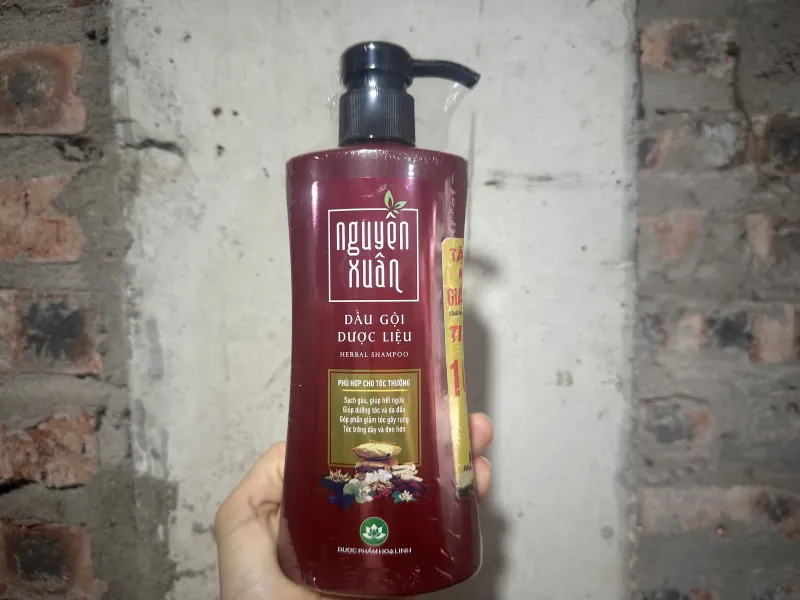 nguyên
xuân
DẦU GỘI
DƯỢC LIỆU
HERBAL SHAMPOO
PHÙ HỢP CHO TÓC THƯỜNG
Sạch gàu, giúp hết ngứa
Giúp dưỡng tóc và da đầu
Góp phần giảm tóc gãy rụng
Tóc trông dày và đen hơn
DƯỢC PHẨM HOA LINH